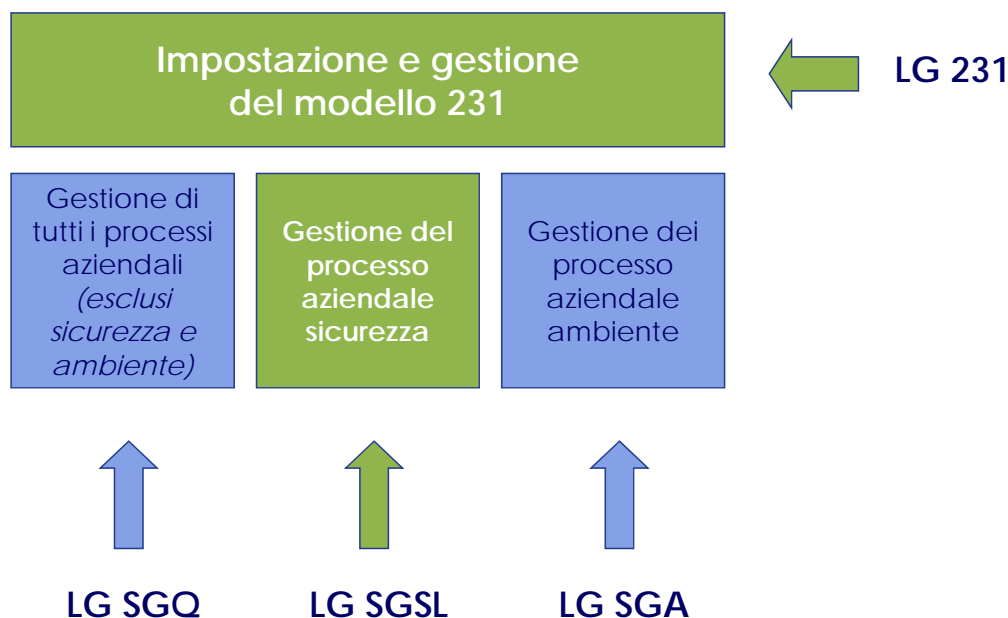 Impostazione e gestione
del modello 231
LG 231
Gestione di
tutti i processi
aziendali
(esclusi
sicurezza e
ambiente)
Gestione del
processo
aziendale
sicurezza
Gestione dei
processo
aziendale
ambiente
LG SGQ
LG SGSL
LG SGA